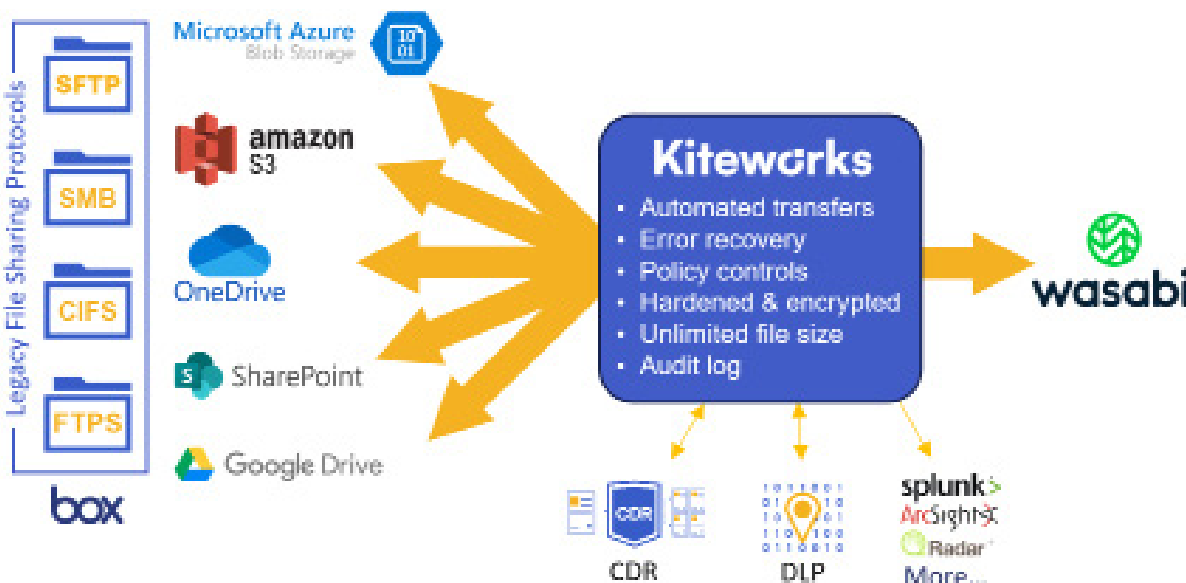 Legacy File Sharing Protocols
SFTP
SMB
CIFS
FTPS
box
Microsoft Azure
Blob Storage
10
01
amazon
S3
OneDrive
S
SharePoint
Google Drive
Kiteworks
• Automated transfers
• Error recovery
• Policy controls
• Hardened & encrypted
• Unlimited file size
• Audit log
wasabi
CDR
CDR
1011001
0110010
DLP
splunk>
ArcSight
Radar
More...